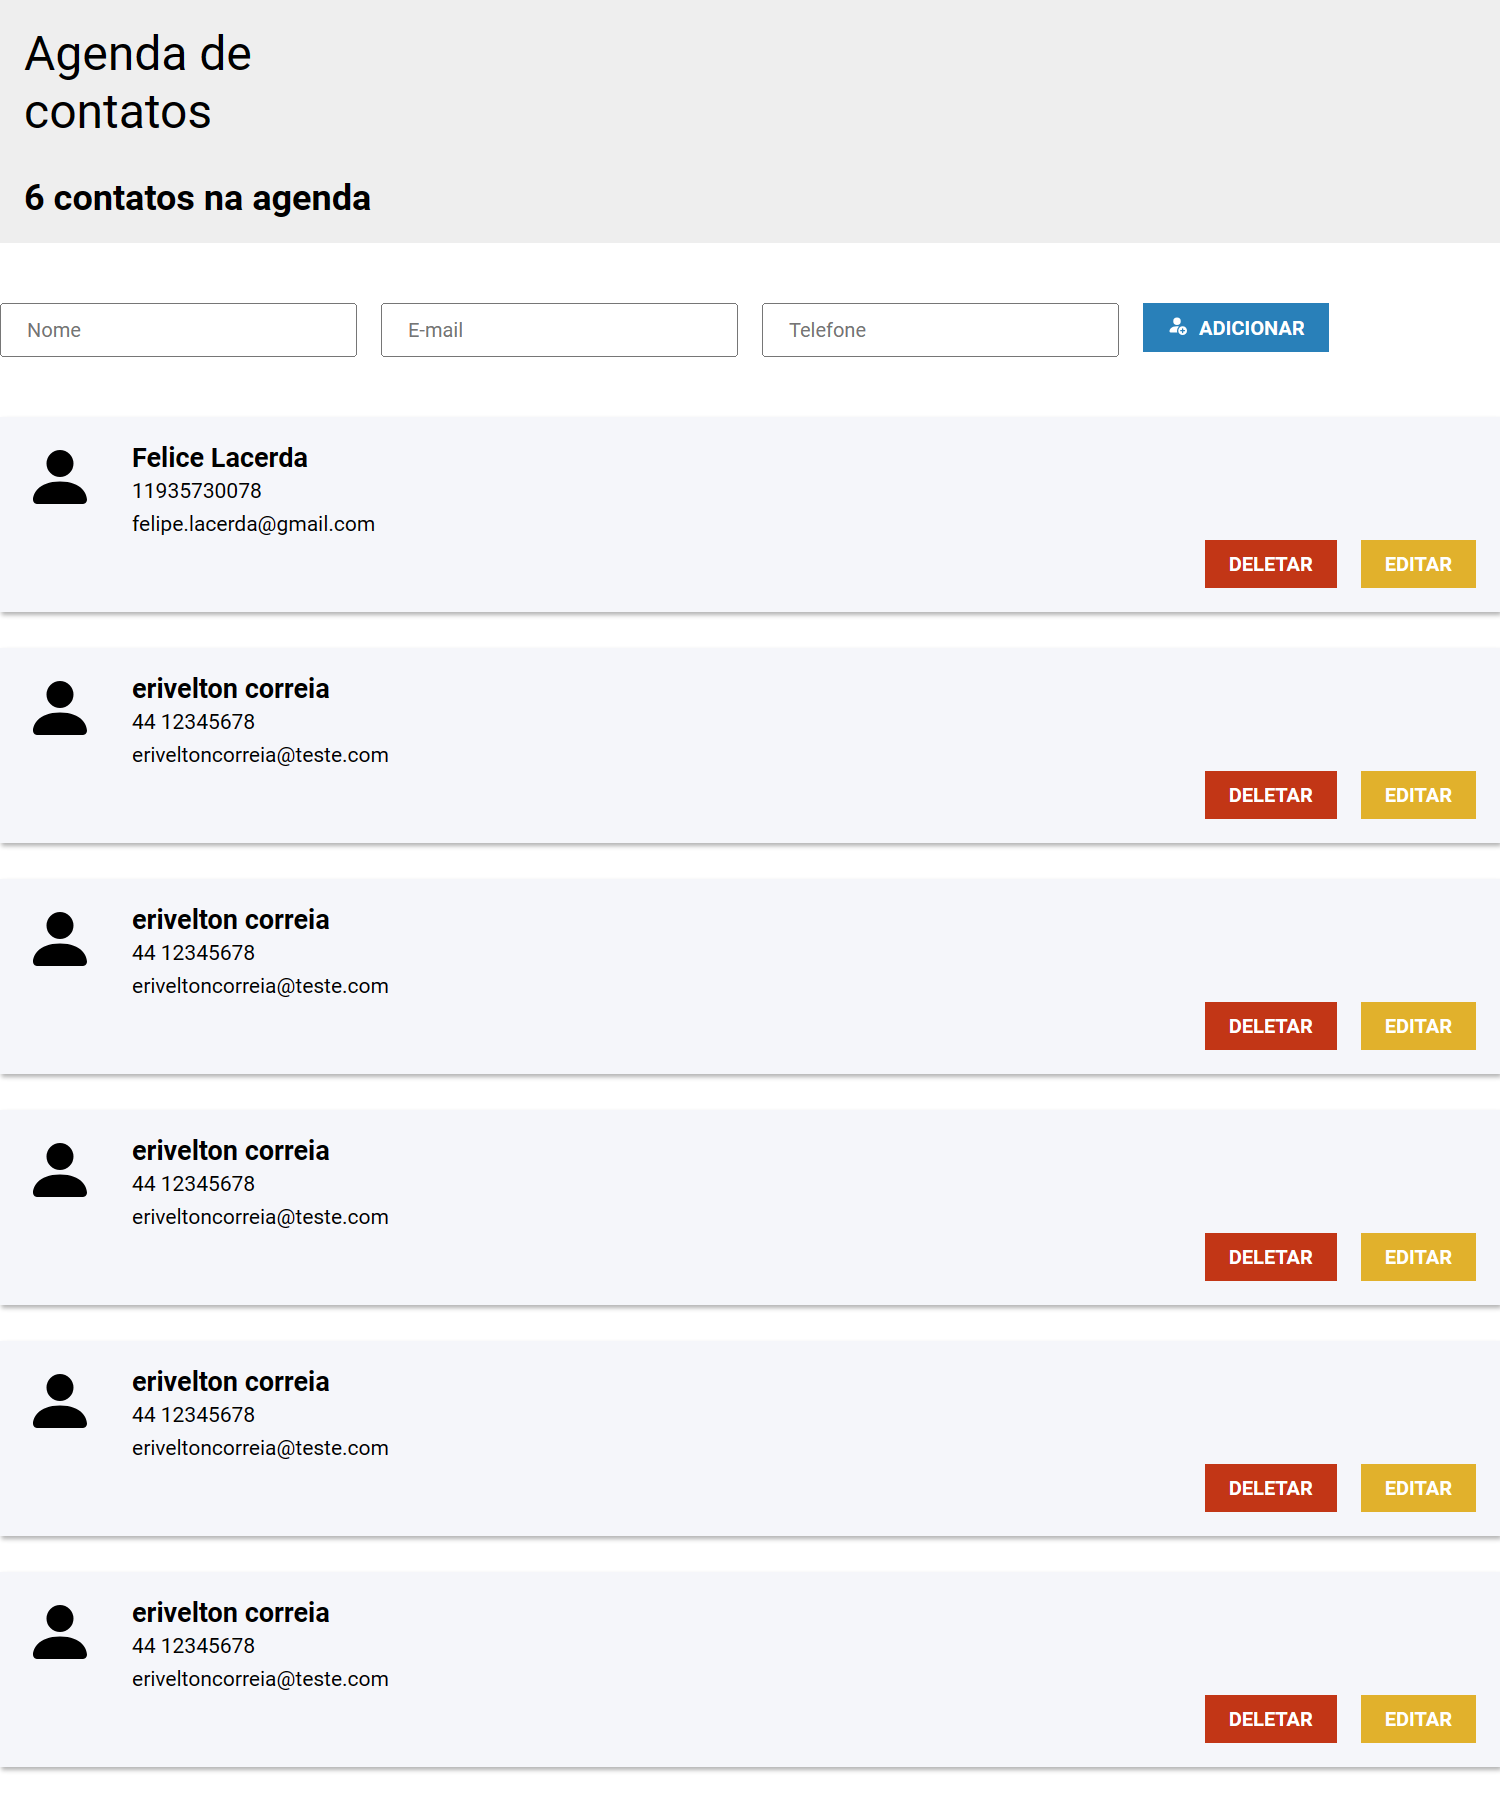 Agenda de
contatos
6 contatos na agenda
Nome E-mail Telefone ADICIONAR
Felice Lacerda
11935730078
felipe.lacerda@gmail.com
DELETAR EDITAR
erivelton correia
44 12345678
eriveltoncorreia@teste.com
DELETAR EDITAR
erivelton correia
44 12345678
eriveltoncorreia@teste.com
DELETAR EDITAR
erivelton correia
44 12345678
eriveltoncorreia@teste.com
DELETAR EDITAR
erivelton correia
44 12345678
eriveltoncorreia@teste.com
DELETAR EDITAR
erivelton correia
44 12345678
eriveltoncorreia@teste.com
DELETAR EDITAR